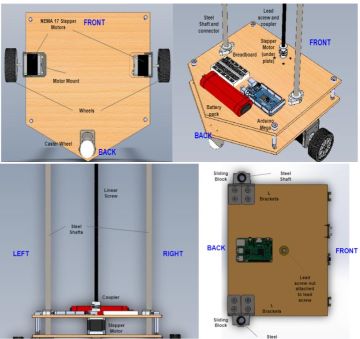 NEMA 17 Stepper
Motors
FRONT
Motor Mount
Wheels
Caster Wheel
BACK
Steel
Shaft and
connector
Lead
screw and
coupler
Breadboard
Stepper
Motor
(under
plate)
FRONT
Battery
pack
Arduino
Mega
BACK
Linear
Screw
Steel
Shafts
LEFT
RIGHT
Coupler
Stepper
Motor
Sliding
Block
Steel
Shaft
L
Brackets
BACK
FRONT
Lead
screw nut
attached
to lead
screw
L
Brackets
Sliding
Block
Steel